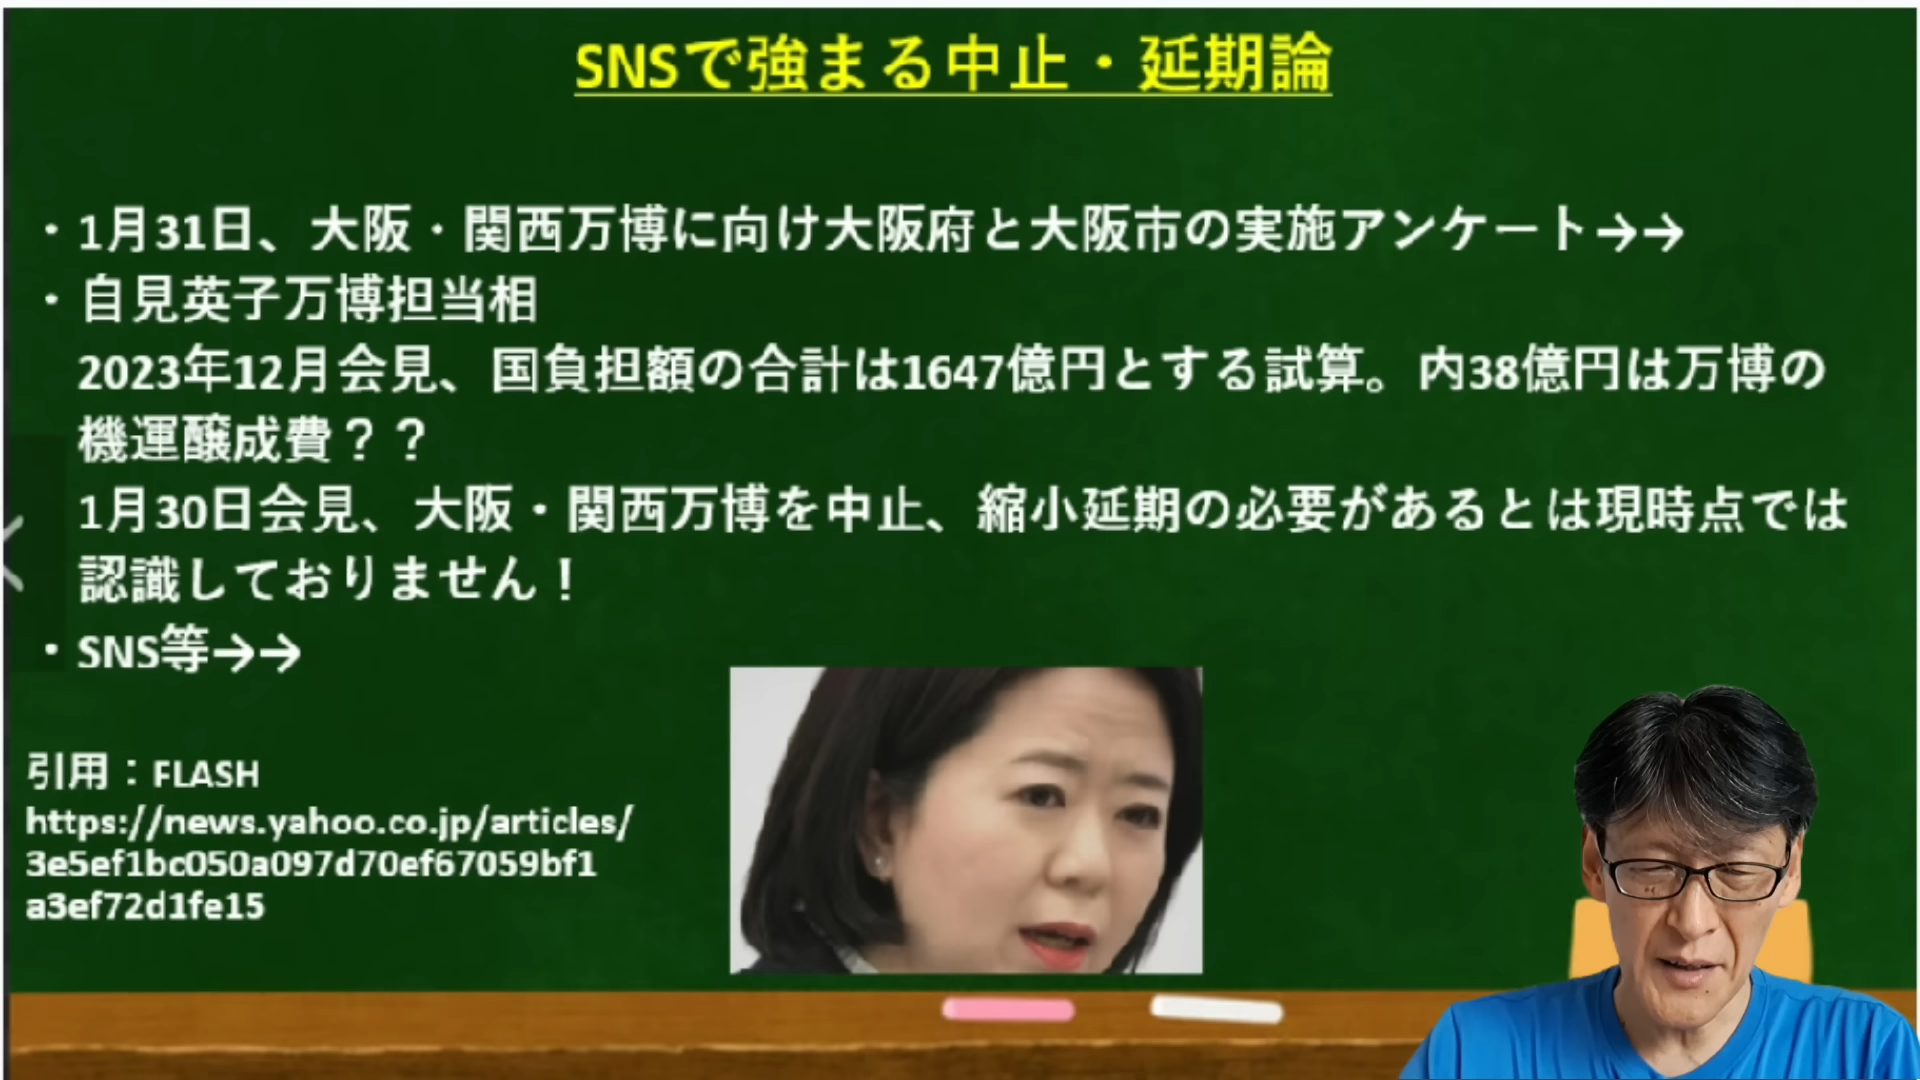 SNSで強まる中止・延期論
・1月31日、大阪・関西万博に向け大阪府と大阪市の実施アンケート→→
・自見英子万博担当相
2023年12月会見、国負担額の合計は1647億円とする試算。内38億円は万博の
機運醸成費？？
1月30日会見、大阪・関西万博を中止、縮小延期の必要があるとは現時点では
認識しておりません！
・SNS等→→
引用：FLASH
https://news.yahoo.co.jp/articles/
3e5ef1bc050a097d70ef67059bf1
a3ef72d1fe15